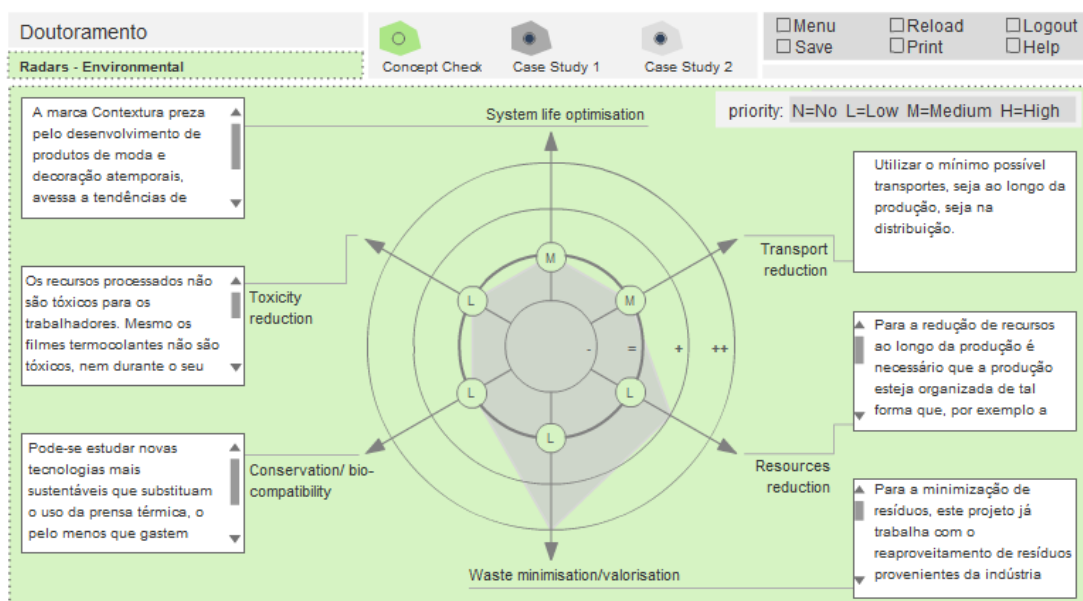 Doutoramento
Radars - Environmental
Concept Check
Case Study 1
Case Study 2
Menu
Reload
Logout
Save
Print
Help
priority: N=No L=Low M=Medium H=High
A marca Contextura preza
pelo desenvolvimento de
produtos de moda e
decoração atemporais,
avessa a tendências de
System life optimisation
Utilizar o mínimo possível
transportes, seja ao longo da
produção, seja na
distribuição.
Transport
reduction
Os recursos processados não
são tóxicos para os
trabalhadores. Mesmo os
filmes termocolantes não são
tóxicos, nem durante o seu
Toxicity
reduction
M
L
M
- = + ++
L
L
L
Para a redução de recursos
ao longo da produção é
necessário que a produção
esteja organizada de tal
forma que, por exemplo a
Resources
reduction
Pode-se estudar novas
tecnologias mais
sustentáveis que substituam
o uso da prensa térmica, o
pelo menos que gastem
Conservation/ bio-
compatibility
Para a minimização de
resíduos, este projeto já
trabalha com o
reaproveitamento de resíduos
provenientes da indústria
Waste minimisation/valorisation